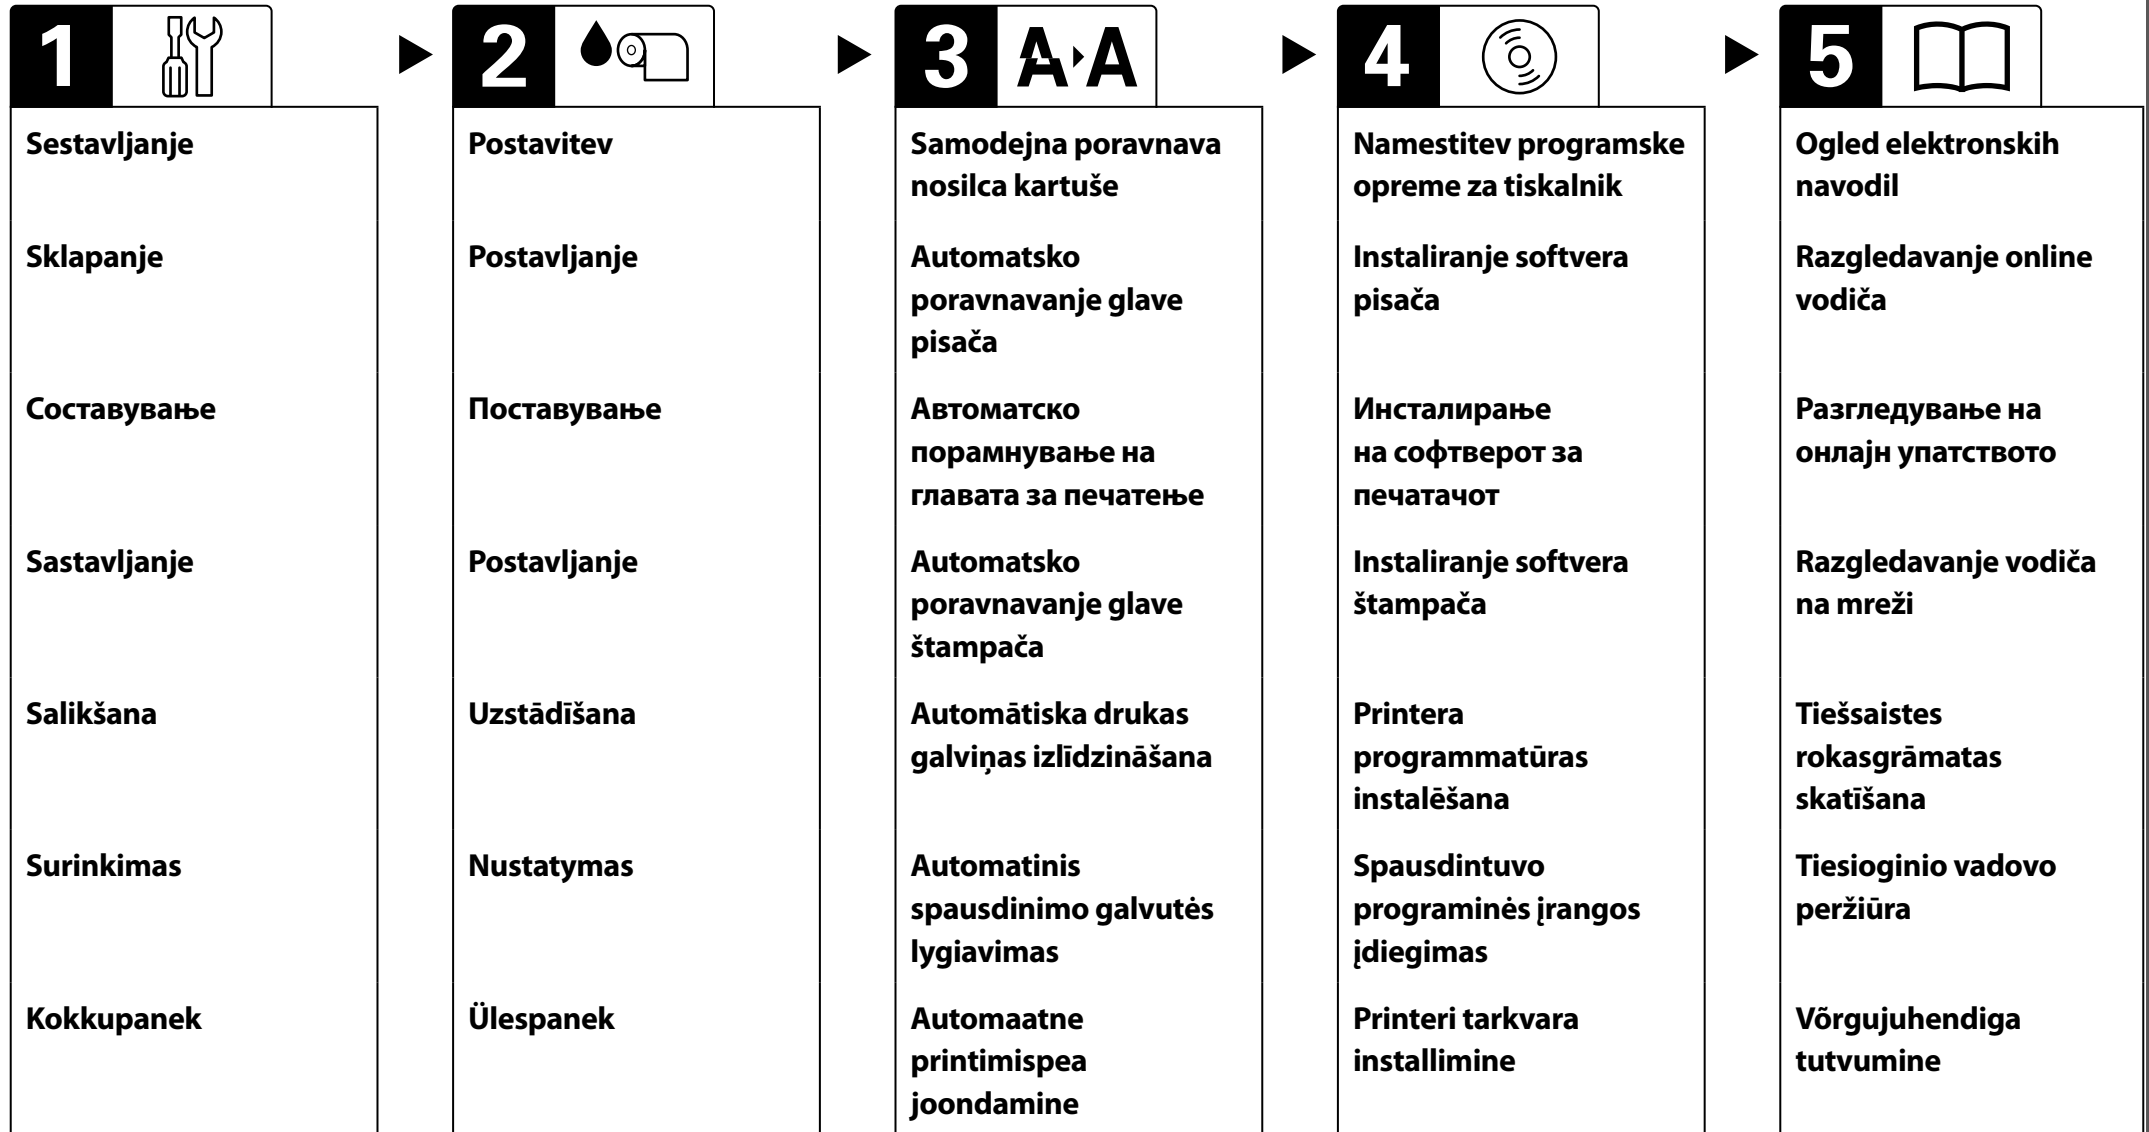 1
2
3 A A
4
5
Sestavljanje
Postavitev
Samodejna poravnava
nosilca kartuše
Namestitev programske
opreme za tiskalnik
Ogled elektronskih
navodil
Sklapanje
Postavljanje
Automatsko
poravnavanje glave
pisača
Instaliranje softvera
pisača
Razgledavanje online
vodiča
Составување
Поставување
Автоматско
порамнување на
главата за печатење
Инсталирање
на софтверот за
печатачот
Разгледување на
онлајн упатството
Sastavljanje
Postavljanje
Automatsko
poravnavanje glave
štampača
Instaliranje softvera
štampača
Razgledavanje vodiča
na mreži
Salikšana
Uzstādīšana
Automātiska drukas
galviņas izlīdzināšana
Printera
programmatūras
instalēšana
Tiešsaistes
rokasgrāmatas
skatīšana
Surinkimas
Nustatymas
Automatinis
spausdinimo galvutės
lygiavimas
Spausdintuvo
programinės įrangos
įdiegimas
Tiesioginio vadovo
peržiūra
Kokkupanek
Ülespanek
Automaatne
printimispea
joondamine
Printeri tarkvara
installimine
Võrgujuhendiga
tutvumine